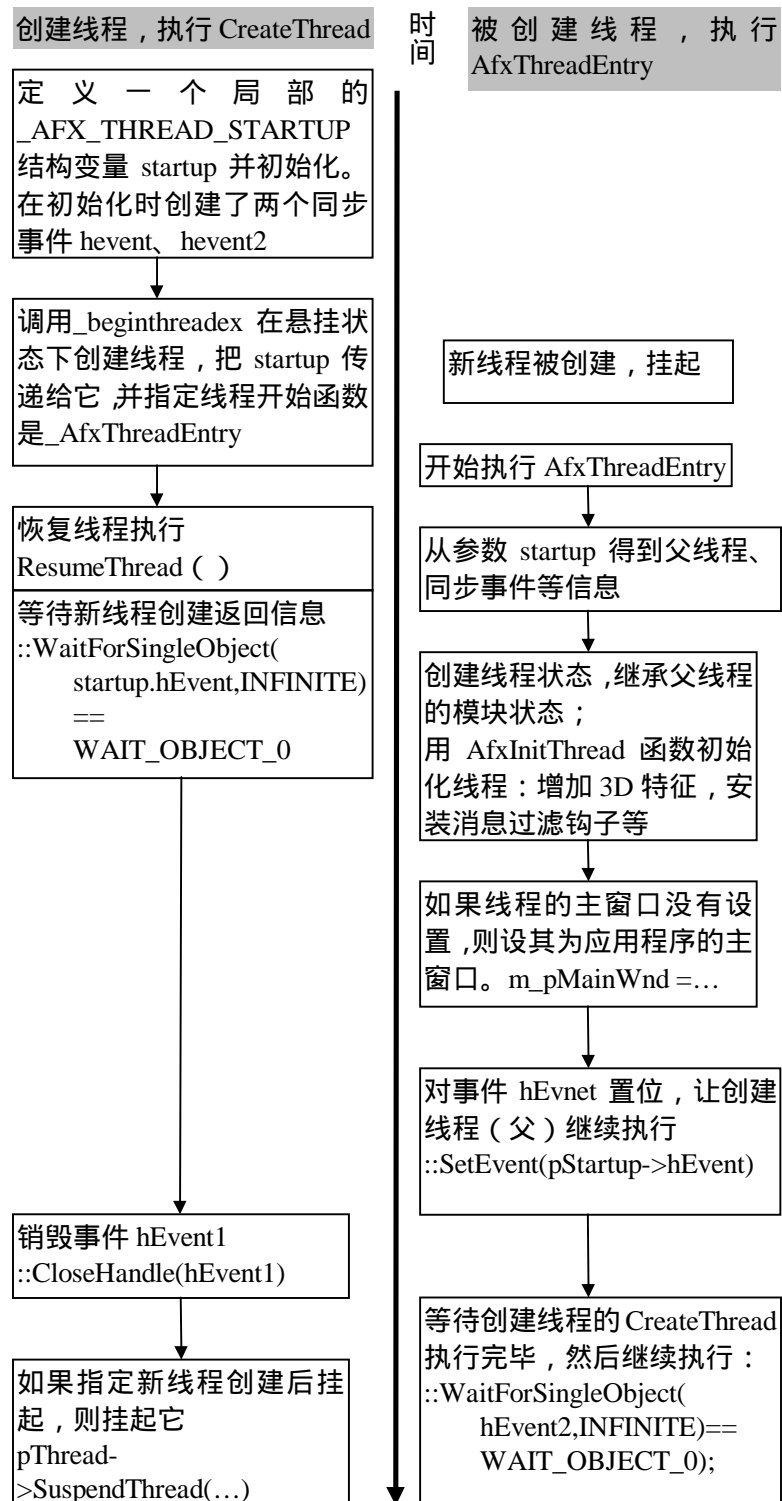 创建线程，执行 CreateThread
时
间
被创建线程，执行
AfxThreadEntry
定义一个局部的
_AFX_THREAD_STARTUP
结构变量 startup 并初始化。
在初始化时创建了两个同步
事件 hevent、hevent2
调用_beginthreadex 在悬挂状
态下创建线程，把 startup 传
递给它,并指定线程开始函数
是_AfxThreadEntry
恢复线程执行
ResumeThread（ ）
等待新线程创建返回信息
::WaitForSingleObject(
startup.hEvent,INFINITE)
==
WAIT_OBJECT_0
销毁事件 hEvent1
::CloseHandle(hEvent1)
如果指定新线程创建后挂
起，则挂起它
pThread-
>SuspendThread(…)
新线程被创建，挂起
开始执行 AfxThreadEntry
从参数 startup 得到父线程、
同步事件等信息
创建线程状态,继承父线程
的模块状态；
用 AfxInitThread 函数初始
化线程：增加 3D 特征，安
装消息过滤钩子等
如果线程的主窗口没有设
置,则设其为应用程序的主
窗口。m_pMainWnd =…
对事件 hEvnet 置位，让创建
线程（父）继续执行
::SetEvent(pStartup->hEvent)
等待创建线程的 CreateThread
执行完毕，然后继续执行：
::WaitForSingleObject(
hEvent2,INFINITE)==
WAIT_OBJECT_0);